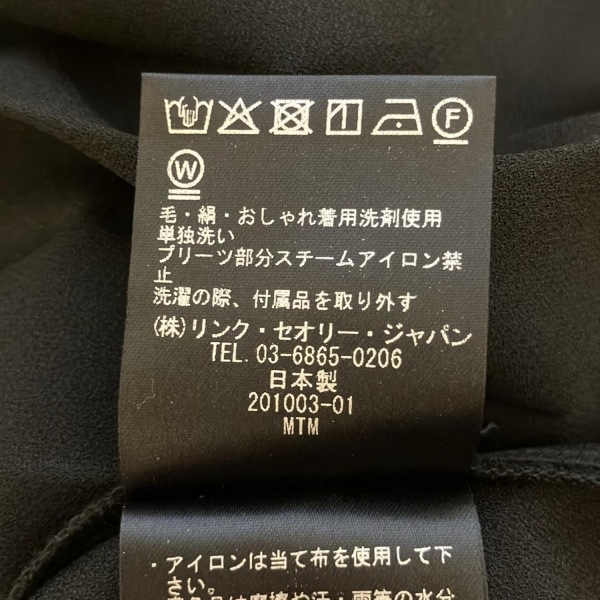 F
W
毛・絹・おしゃれ着用洗剤使用
単独洗い
プリーツ部分スチームアイロン禁
止
洗濯の際、付属品を取り外す
(株)リンク・セオリー・ジャパン
TEL. 03-6865-0206
日本製
201003-01
MTM
・アイロンは当て布を使用して下
さい。